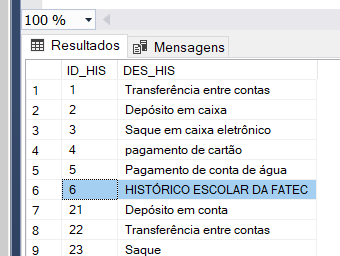 100 %
Resultados Mensagens
ID_HIS DES_HIS
1 1 Transferência entre contas
2 2 Depósito em caixa
3 3 Saque em caixa eletrônico
4 4 pagamento de cartão
5 5 Pagamento de conta de água
6 6 HISTÓRICO ESCOLAR DA FATEC
7 21 Depósito em conta
8 22 Transferência entre contas
9 23 Saque